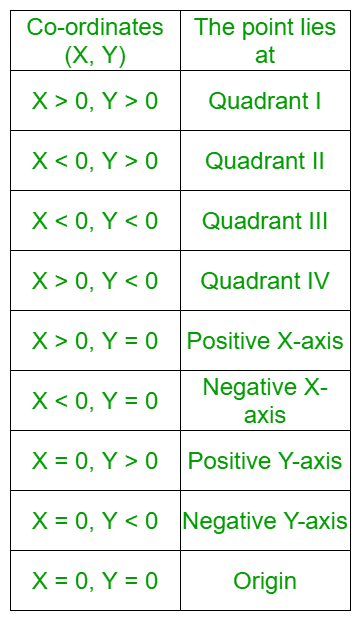 Co-ordinates (X, Y) The point lies at
X > 0, Y > 0 Quadrant I
X < 0, Y > 0 Quadrant II
X < 0, Y < 0 Quadrant III
X > 0, Y < 0 Quadrant IV
X > 0, Y = 0 Positive X-axis
X < 0, Y = 0 Negative X-axis
X = 0, Y > 0 Positive Y-axis
X = 0, Y < 0 Negative Y-axis
X = 0, Y = 0 Origin